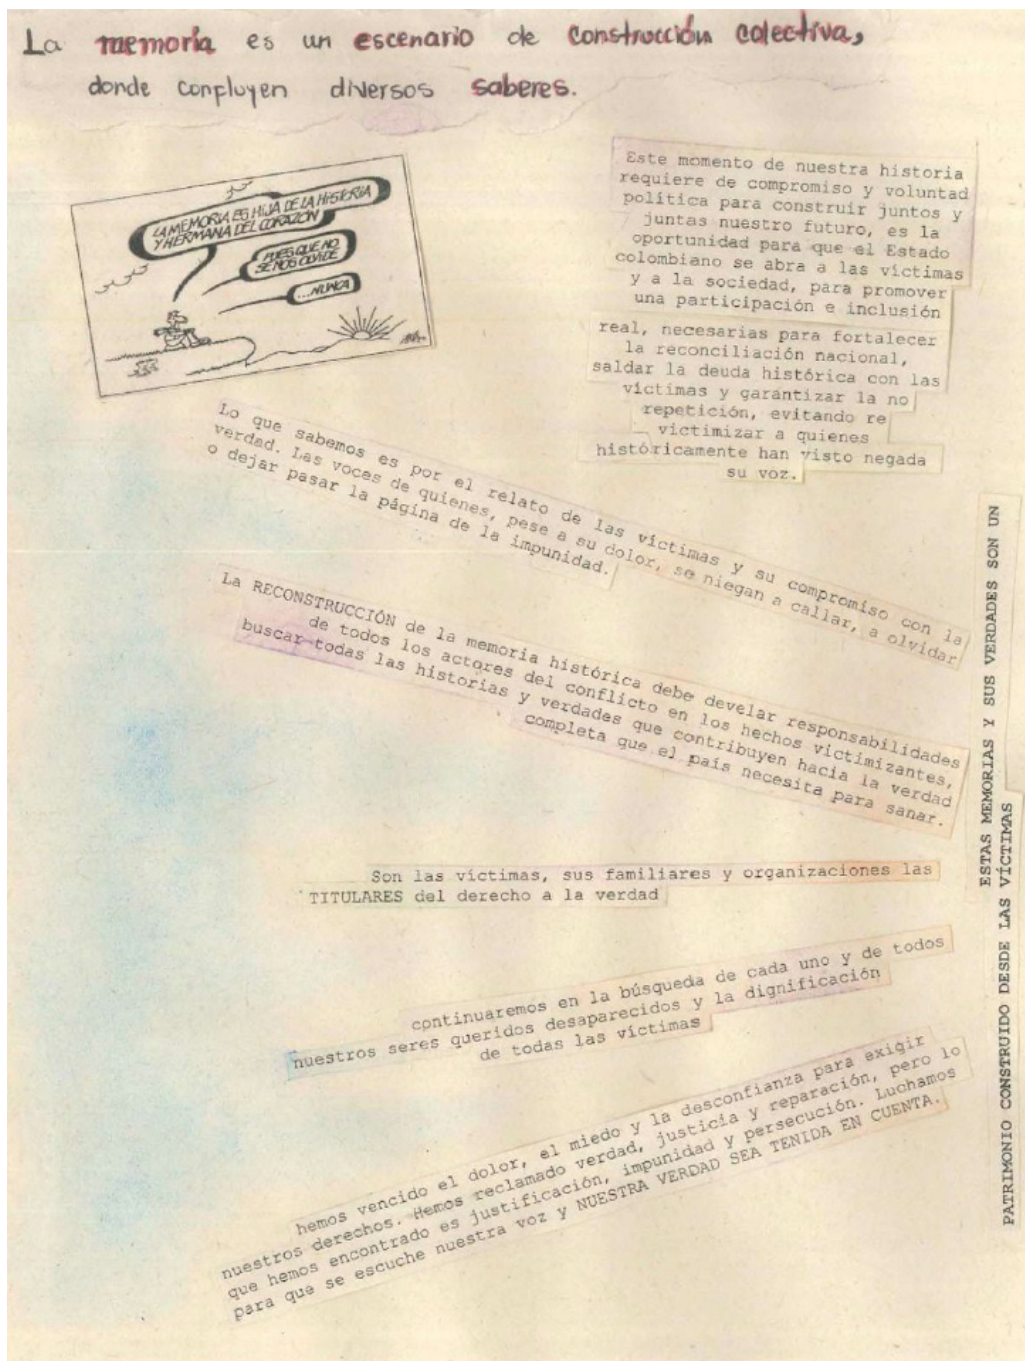 La memoria es un escenario de construcción colectiva,
donde confluyen diversos saberes.
LA MEMORIA ES HIJA DE LA HISTERIA
Y HERMANA DEL CORAZÓN
PUES QUE NO
SE NOS OLVIDE
...NUNCA
Este momento de nuestra historia
requiere de compromiso y voluntad
política para construir juntos y
juntas nuestro futuro, es la
oportunidad para que el Estado
colombiano se abra a las víctimas
y a la sociedad, para promover
una participación e inclusión
real, necesarias para fortalecer
la reconciliación nacional,
saldar la deuda histórica con las
víctimas y garantizar la no
repetición, evitando re
victimizar a quienes
históricamente han visto negada
su voz.
Lo que sabemos es por el relato de las víctimas y su compromiso con la
verdad. Las voces de quienes, pese a su dolor, se niegan a callar, a olvidar
o dejar pasar la página de la impunidad.
La RECONSTRUCCIÓN de la memoria histórica debe develar responsabilidades
de todos los actores del conflicto en los hechos victimizantes,
buscar todas las historias y verdades que contribuyen hacia la verdad
completa que el país necesita para sanar.
Son las víctimas, sus familiares y organizaciones las
TITULARES del derecho a la verdad
continuaremos en la búsqueda de cada uno y de todos
nuestros seres queridos desaparecidos y la dignificación
de todas las víctimas
hemos vencido el dolor, el miedo y la desconfianza para exigir
nuestros derechos. Hemos reclamado verdad, justicia y reparación, pero lo
que hemos encontrado es justificación, impunidad y persecución. Luchamos
para que se escuche nuestra voz y NUESTRA VERDAD SEA TENIDA EN CUENTA.
ESTAS MEMORIAS Y SUS VERDADES SON UN
PATRIMONIO CONSTRUIDO DESDE LAS VÍCTIMAS